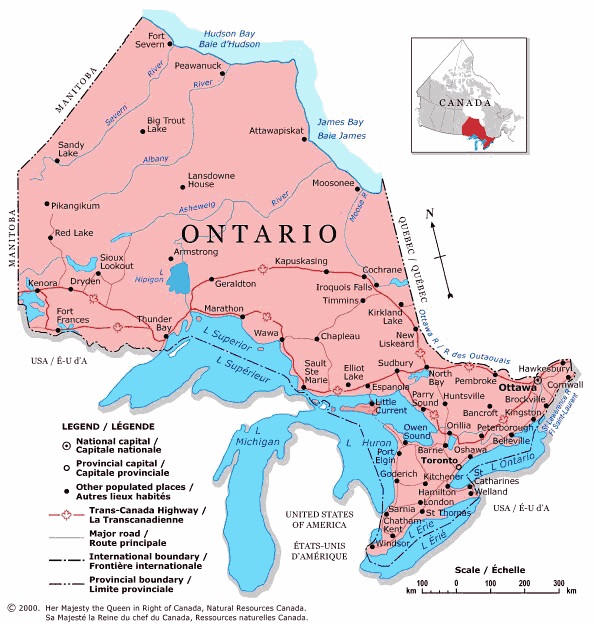 Hudson Bay
Baie d'Hudson
Fort
Severn
Peawanuck
River
River
Severn
MANITOBA
CANADA
Big Trout
Lake
James Bay
Baie James
Attawapiskat
Sandy
Lake
Albany
Lansdowne
House
Moosonee
River
Asheweig
Moose R
Pikangikum
MANITOBA
Red Lake
ONTARIO
QUEBEC / QUÉBEC
N
Armstrong
Sioux
Lookout
Kapuskasing
Cochrane
L
Nipigon
Geraldton
Kenora
Dryden
Iroquois Falls
Timmins
Marathon
Kirkland
Lake
Fort
Frances
Thunder
Bay
Wawa
Chapleau
New
Liskeard
Ottawa R / R des Outaouais
L Superior
L Supérieur
USA / É-U d'A
Sault
Ste
Marie
Elliot
Lake
Sudbury
North
Bay
Hawkesbury
Espanola
Pembroke
Ottawa
Cornwall
Little
Current
Parry
Sound
Huntsville
Brockville
Bancroft
Kingston
St Lawrence R
Fl Saint-Laurent
L
Michigan
L Huron
Owen
Sound
Orillia
Peterborough
Belleville
Barrie
Oshawa
Port
Elgin
Toronto
L Ontario
Goderich
Kitchener
St
Catharines
Hamilton
Welland
London
Sarnia
St Thomas
USA / É-U d'A
Chatham-
Kent
L Erie
L Érié
Windsor
UNITED STATES
OF AMERICA
ÉTATS-UNIS
D'AMÉRIQUE
LEGEND / LÉGENDE
National capital /
Capitale nationale
Provincial capital /
Capitale provinciale
Other populated places /
Autres lieux habités
Trans-Canada Highway /
La Transcanadienne
Major road /
Route principale
International boundary /
Frontière internationale
Provincial boundary /
Limite provinciale
Scale / Échelle
100 0 100 200 300
km km
© 2000. Her Majesty the Queen in Right of Canada, Natural Resources Canada.
Sa Majesté la Reine du chef du Canada, Ressources naturelles Canada.